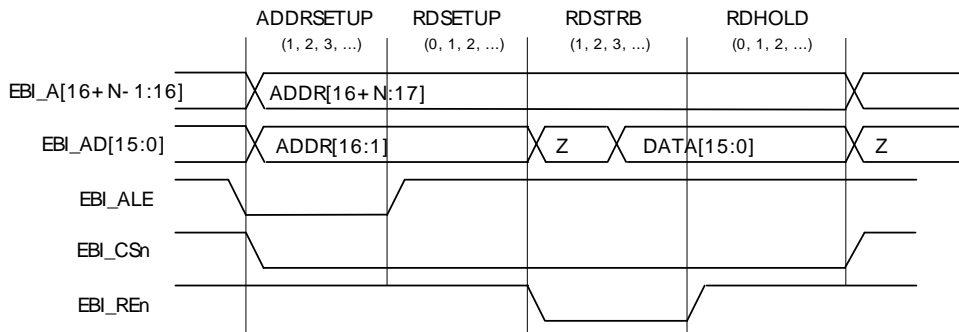 ADDRSETUP RDSETUP RDSTRB RDHOLD
(1, 2, 3, ...) (0, 1, 2, ...) (1, 2, 3, ...) (0, 1, 2, ...)
EBI_A[16+N-1:16] ADDR[16+N:17]
EBI_AD[15:0] ADDR[16:1] Z DATA[15:0] Z
EBI_ALE
EBI_CSn
EBI_REn